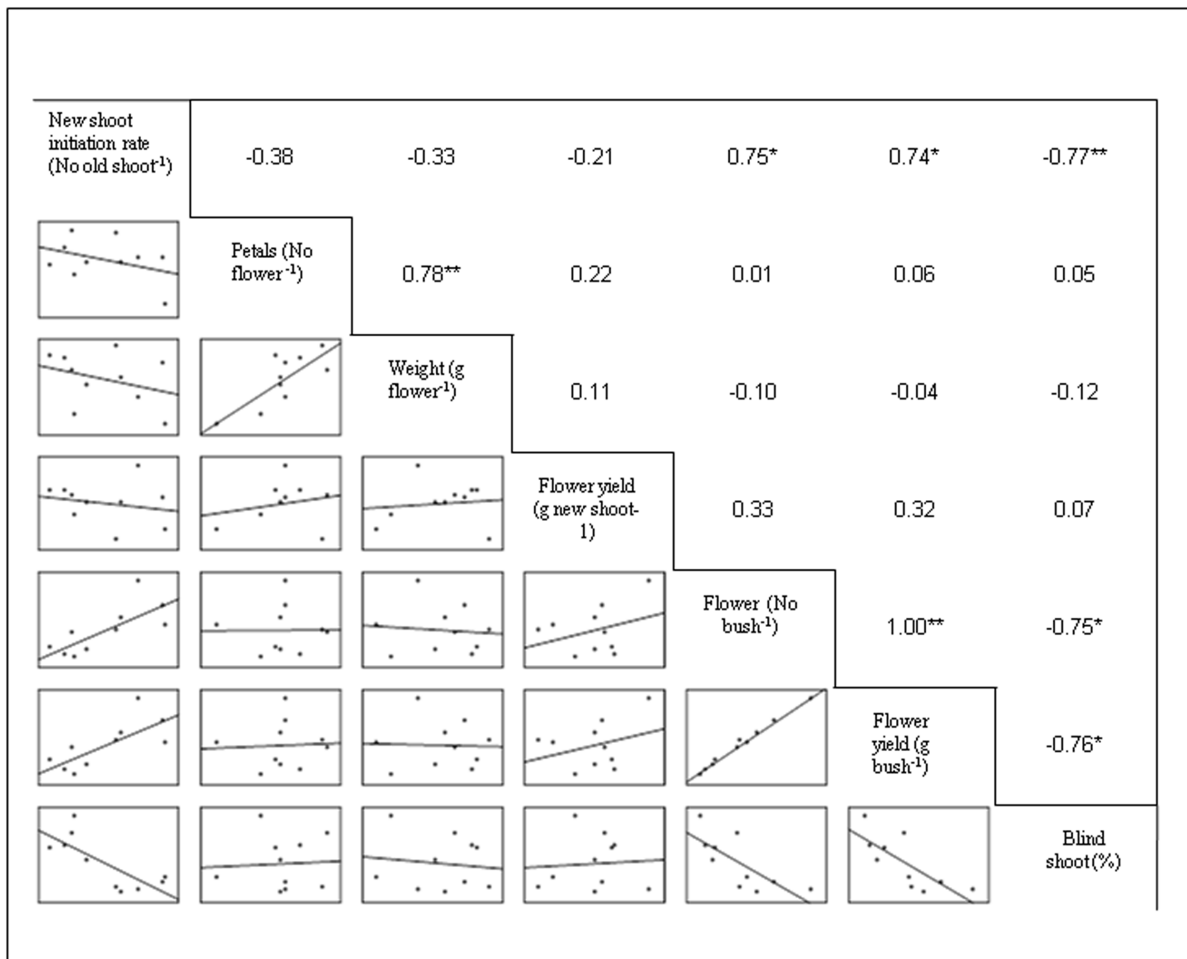 New shoot
initiation rate
(No old shoot⁻¹)
-0.38
-0.33
-0.21
0.75*
0.74*
-0.77**
Petals (No
flower⁻¹)
0.78**
0.22
0.01
0.06
0.05
Weight (g
flower⁻¹)
0.11
-0.10
-0.04
-0.12
Flower yield
(g new shoot-
1)
0.33
0.32
0.07
Flower (No
bush⁻¹)
1.00**
-0.75*
Flower
yield (g
bush⁻¹)
-0.76*
Blind
shoot (%)